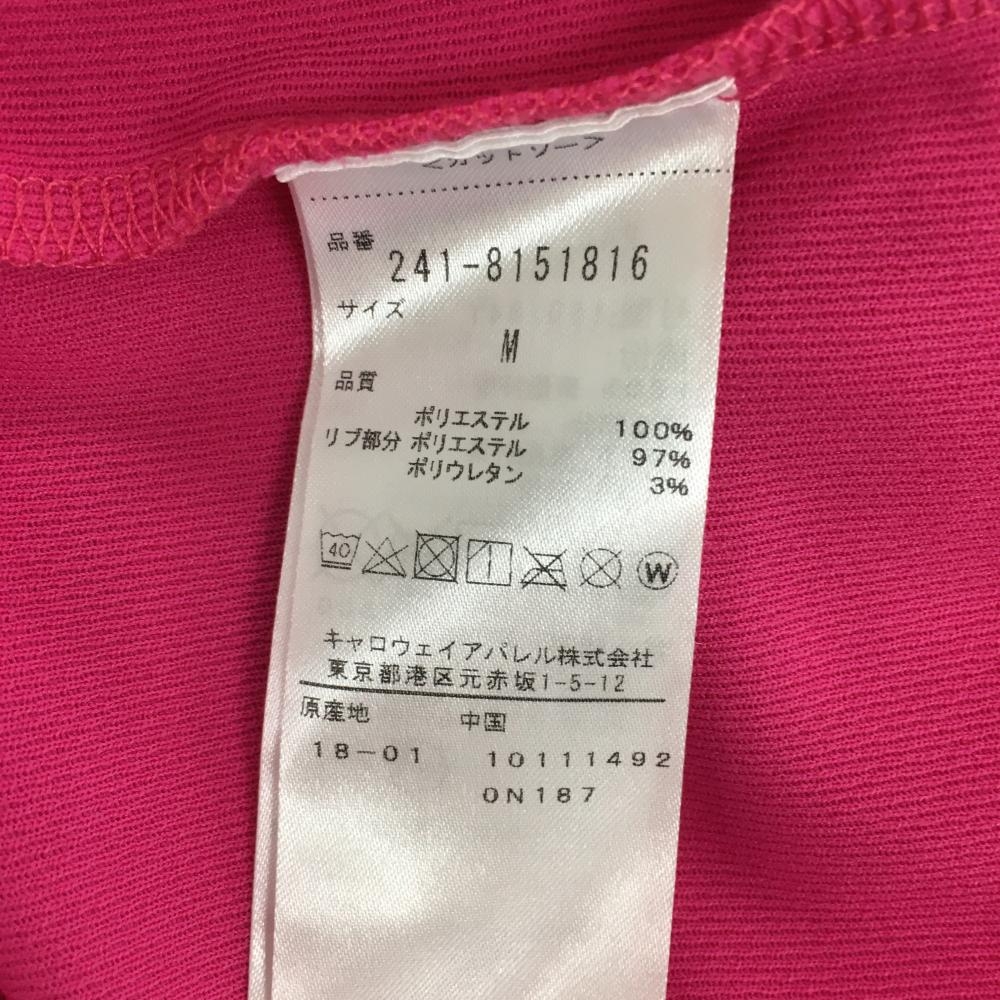 <カットソー>
品番
241-8151816
サイズ
M
品質
ポリエステル 100%
リブ部分 ポリエステル 97%
ポリウレタン 3%
40 W
キャロウェイアパレル株式会社
東京都港区元赤坂1-5-12
原産地 中国
18-01 10111492
0N187